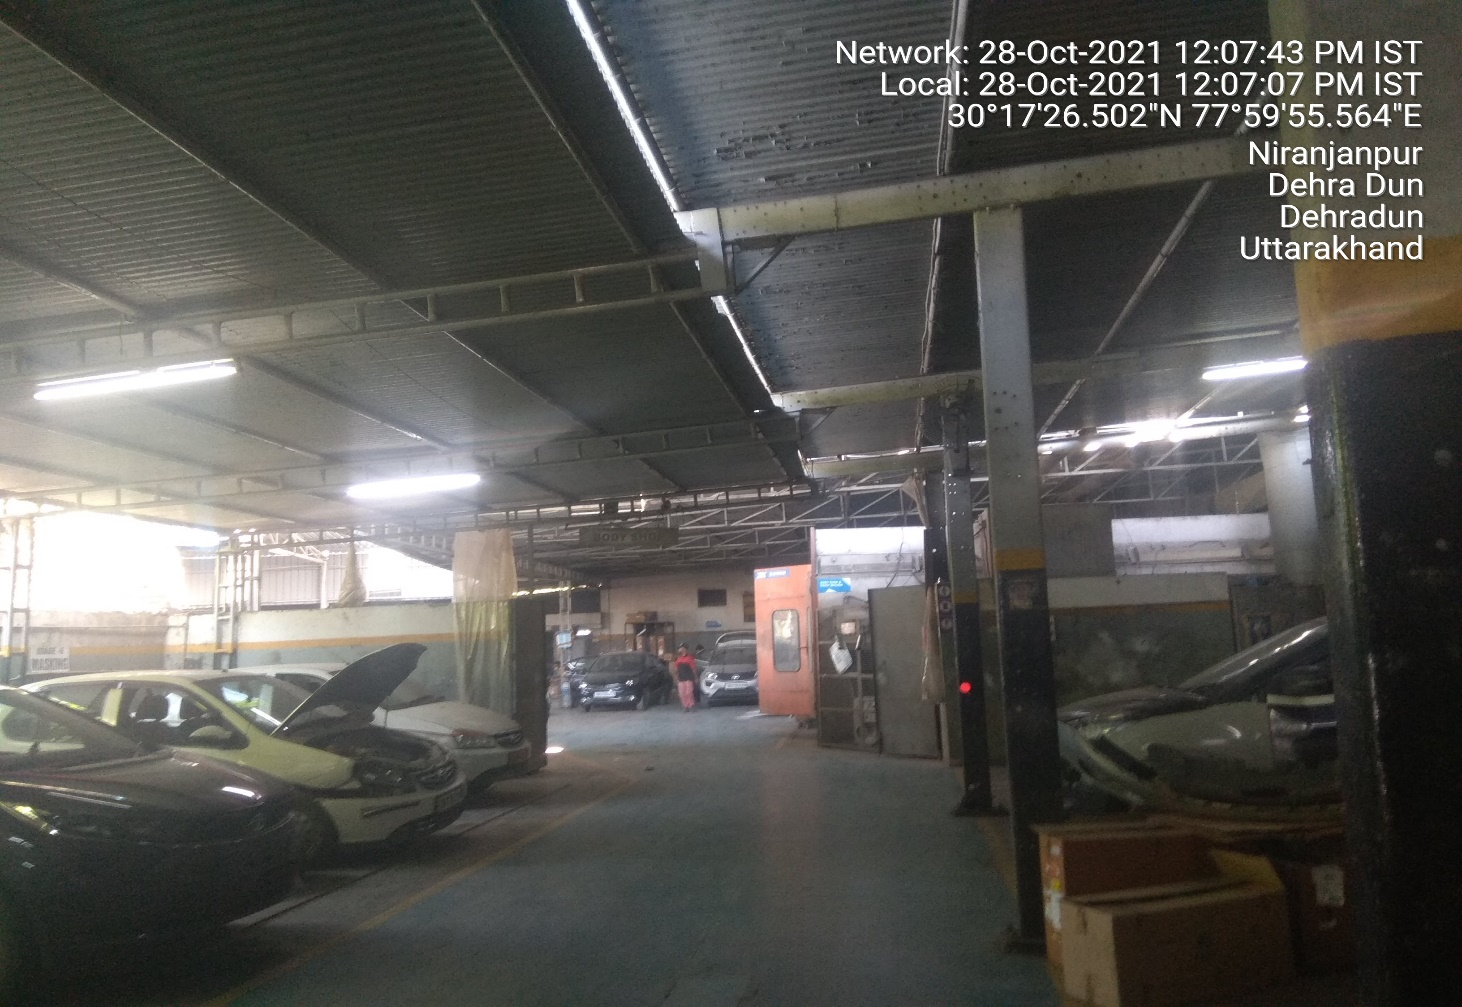 Network: 28-Oct-2021 12:07:43 PM IST
Local: 28-Oct-2021 12:07:07 PM IST
30°17'26.502"N 77°59'55.564"E
Niranjanpur
Dehra Dun
Dehradun
Uttarakhand
BODY SHOP
MASKING